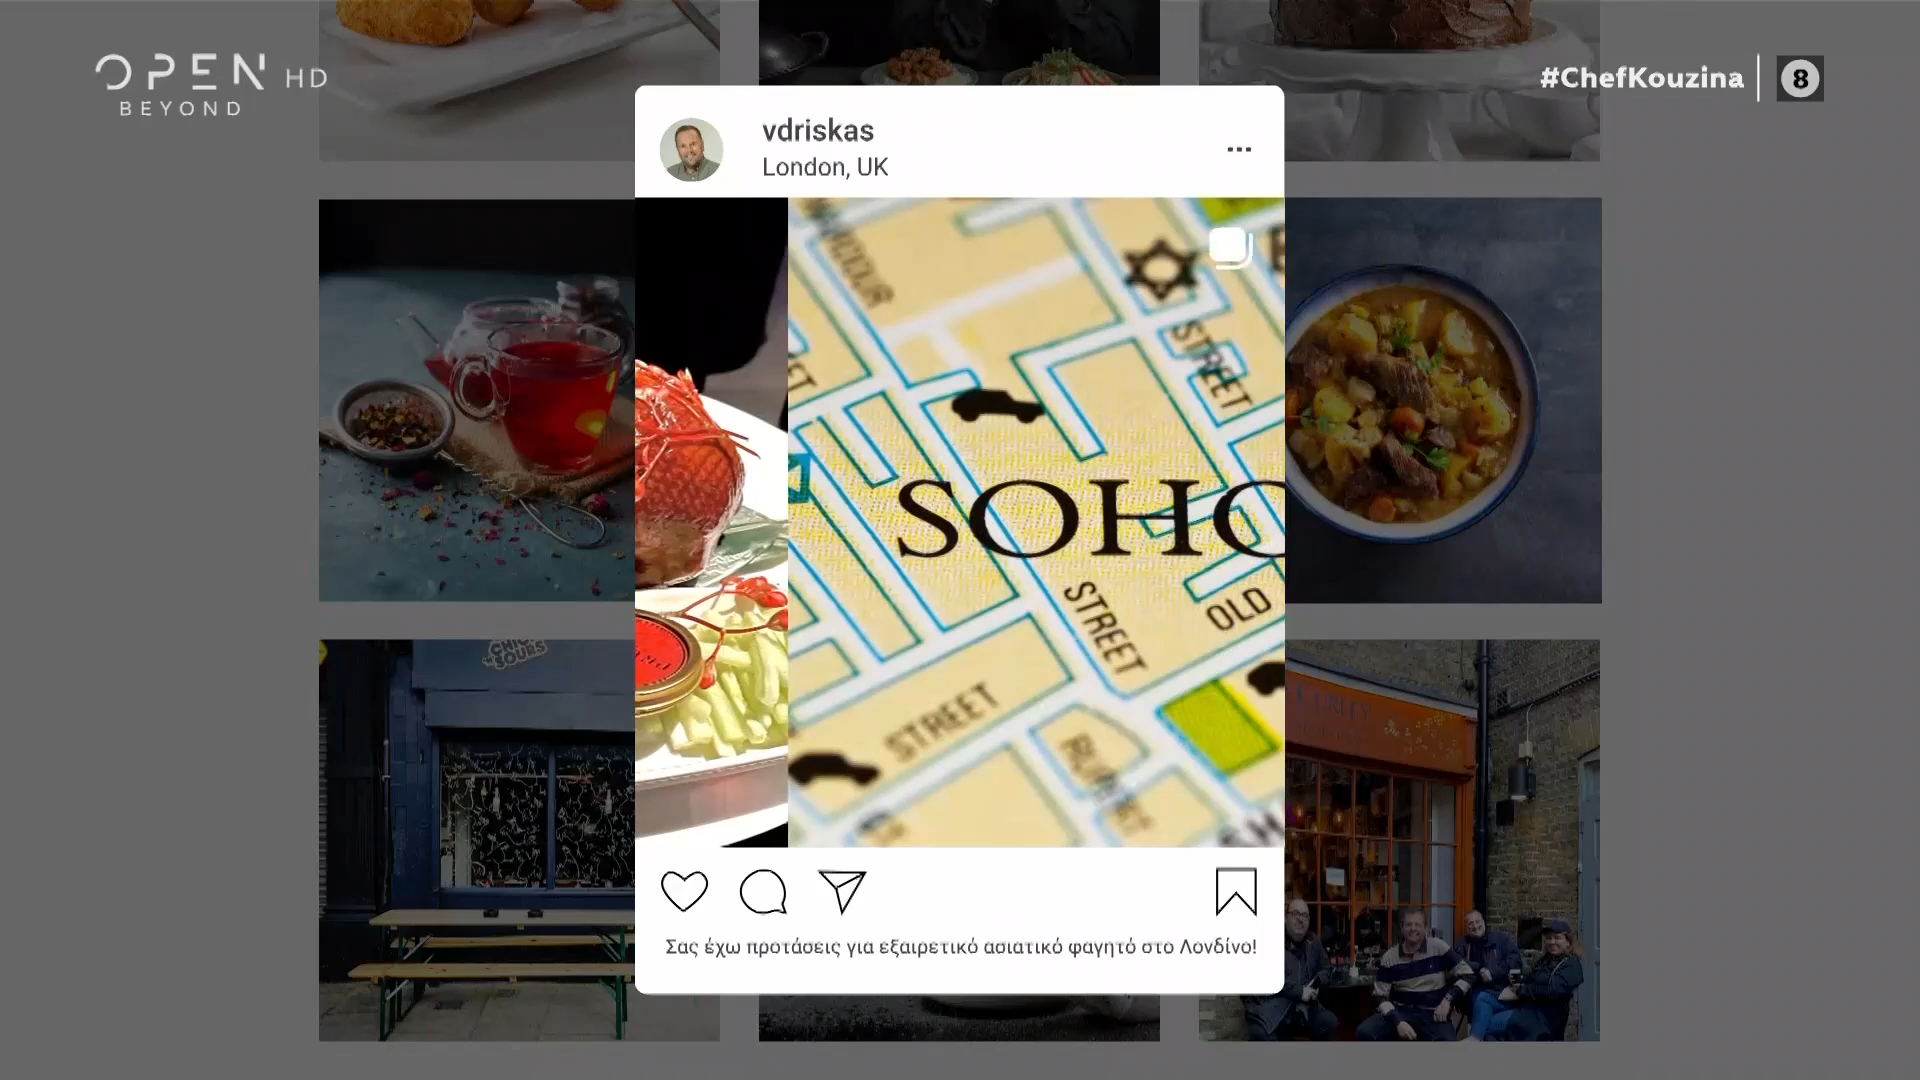 OPEN HD
BEYOND
#ChefKouzina
8
vdriskas
London, UK
STREET
SOHO
STREET
OLD
STREET
Σας έχω προτάσεις για εξαιρετικό ασιατικό φαγητό στο Λονδίνο!